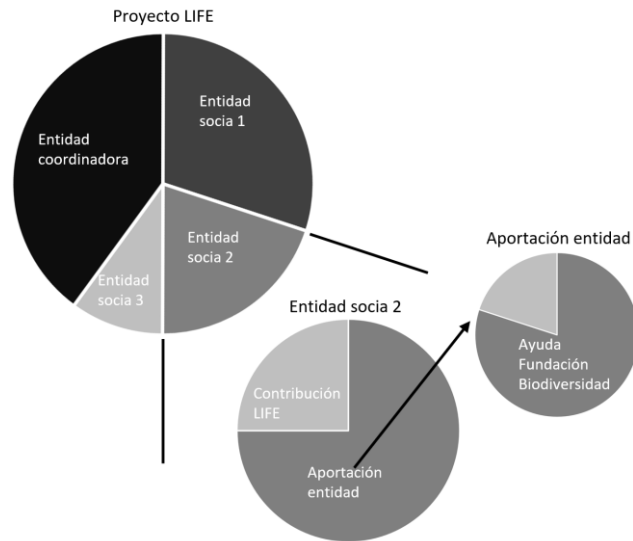 Proyecto LIFE
Entidad
socia 1
Entidad
coordinadora
Entidad
socia 2
Entidad
socia 3
Aportación entidad
Ayuda
Fundación
Biodiversidad
Entidad socia 2
Contribución
LIFE
Aportación
entidad